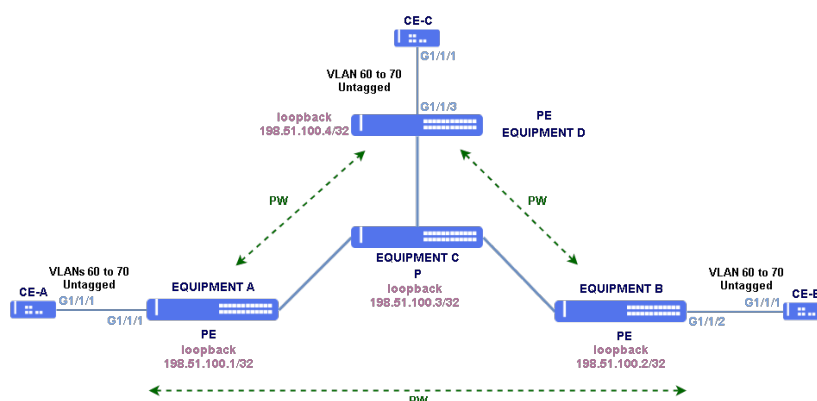 CE-C
G1/1/1
VLAN 60 to 70
Untagged
G1/1/3
loopback
198.51.100.4/32
PE
EQUIPMENT D
PW
PW
EQUIPMENT C
P
loopback
198.51.100.3/32
VLANs 60 to 70
Untagged
CE-A
G1/1/1
G1/1/1
EQUIPMENT A
PE
loopback
198.51.100.1/32
EQUIPMENT B
PE
loopback
198.51.100.2/32
VLAN 60 to 70
Untagged
G1/1/1
G1/1/2
PW